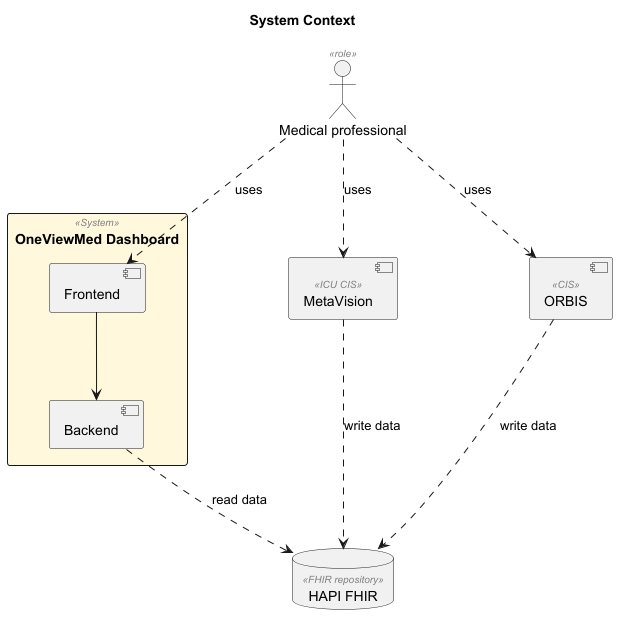 System Context
«role»
Medical professional
uses
uses
uses
«System»
OneViewMed Dashboard
Frontend
«ICU CIS»
MetaVision
«CIS»
ORBIS
Backend
write data
write data
read data
«FHIR repository»
HAPI FHIR